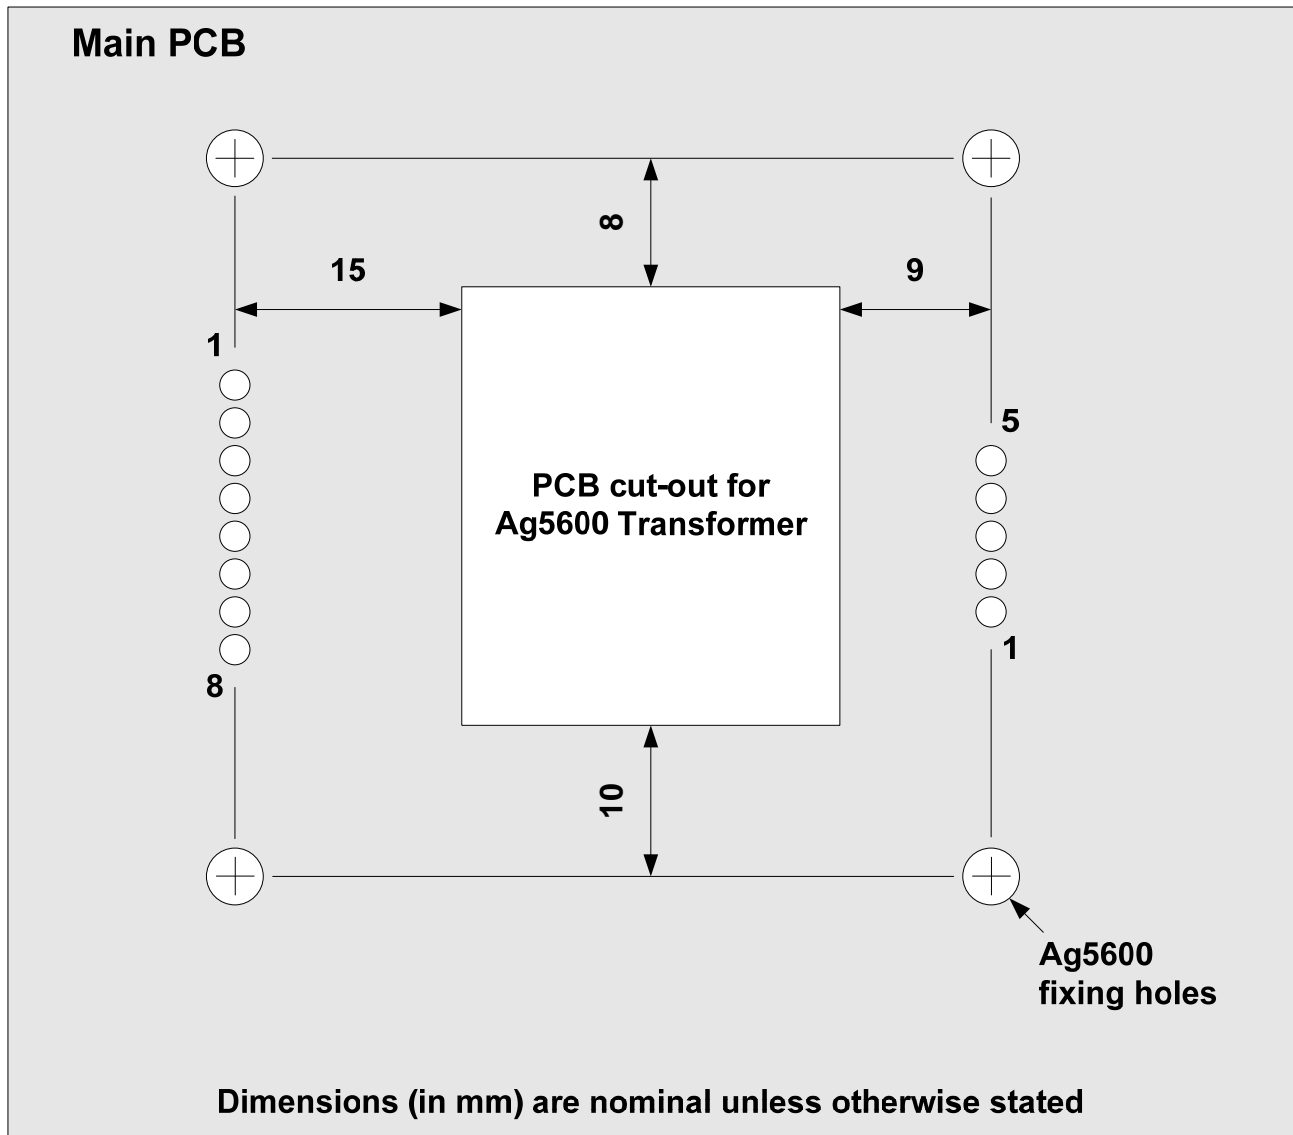 Main PCB
8
15
9
1
5
PCB cut-out for
Ag5600 Transformer
1
8
10
Ag5600
fixing holes
Dimensions (in mm) are nominal unless otherwise stated